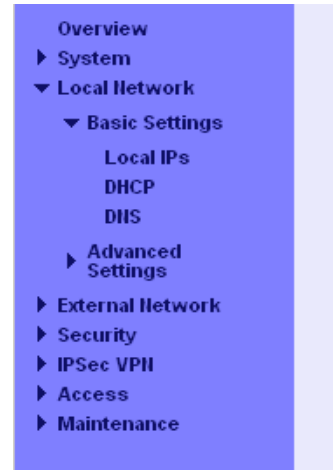 Overview
System
Local Network
Basic Settings
Local IPs
DHCP
DNS
Advanced
Settings
External Network
Security
IPSec VPN
Access
Maintenance